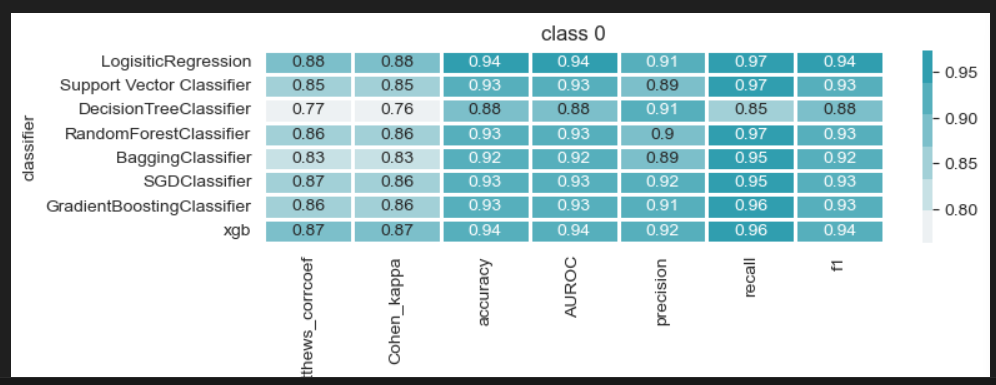 class 0
classifier
LogisiticRegression 0.88 0.88 0.94 0.94 0.91 0.97 0.94
Support Vector Classifier 0.85 0.85 0.93 0.93 0.89 0.97 0.93
DecisionTreeClassifier 0.77 0.76 0.88 0.88 0.91 0.85 0.88
RandomForestClassifier 0.86 0.86 0.93 0.93 0.9 0.97 0.93
BaggingClassifier 0.83 0.83 0.92 0.92 0.89 0.95 0.92
SGDClassifier 0.87 0.86 0.93 0.93 0.92 0.95 0.93
GradientBoostingClassifier 0.86 0.86 0.93 0.93 0.91 0.96 0.93
xgb 0.87 0.87 0.94 0.94 0.92 0.96 0.94
tthews_corrcoef
Cohen_kappa
accuracy
AUROC
precision
recall
f1
0.95
0.90
0.85
0.80